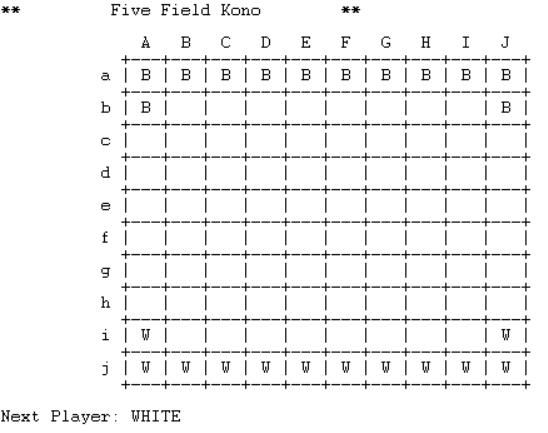 ** Five Field Kono **
A B C D E F G H I J
a | B | B | B | B | B | B | B | B | B | B |
b | B | | | | | | | | | B |
c | | | | | | | | | | |
d | | | | | | | | | | |
e | | | | | | | | | | |
f | | | | | | | | | | |
g | | | | | | | | | | |
h | | | | | | | | | | |
i | W | | | | | | | | | W |
j | W | W | W | W | W | W | W | W | W | W |
Next Player: WHITE